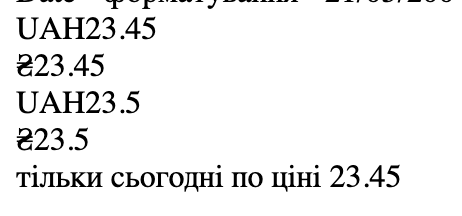 UAH23.45
₴23.45
UAH23.5
₴23.5
тільки сьогодні по ціні 23.45